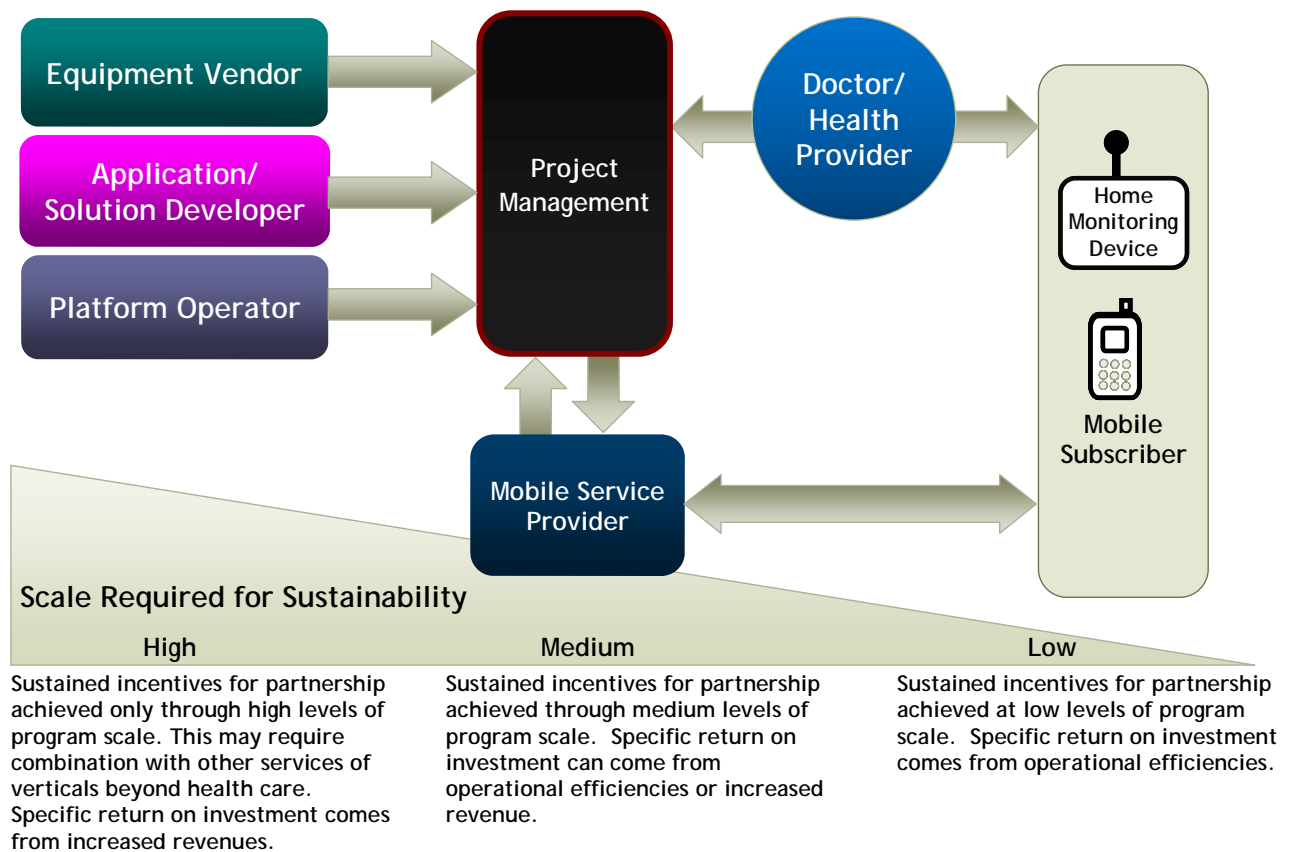 Equipment Vendor
Application/
Solution Developer
Platform Operator
Project
Management
Doctor/
Health
Provider
Home
Monitoring
Device
Mobile
Subscriber
Mobile Service
Provider
Scale Required for Sustainability
High
Medium
Low
Sustained incentives for partnership
achieved only through high levels of
program scale. This may require
combination with other services of
verticals beyond health care.
Specific return on investment comes
from increased revenues.
Sustained incentives for partnership
achieved through medium levels of
program scale.  Specific return on
investment can come from
operational efficiencies or increased
revenue.
Sustained incentives for partnership
achieved at low levels of program
scale.  Specific return on investment
comes from operational efficiencies.